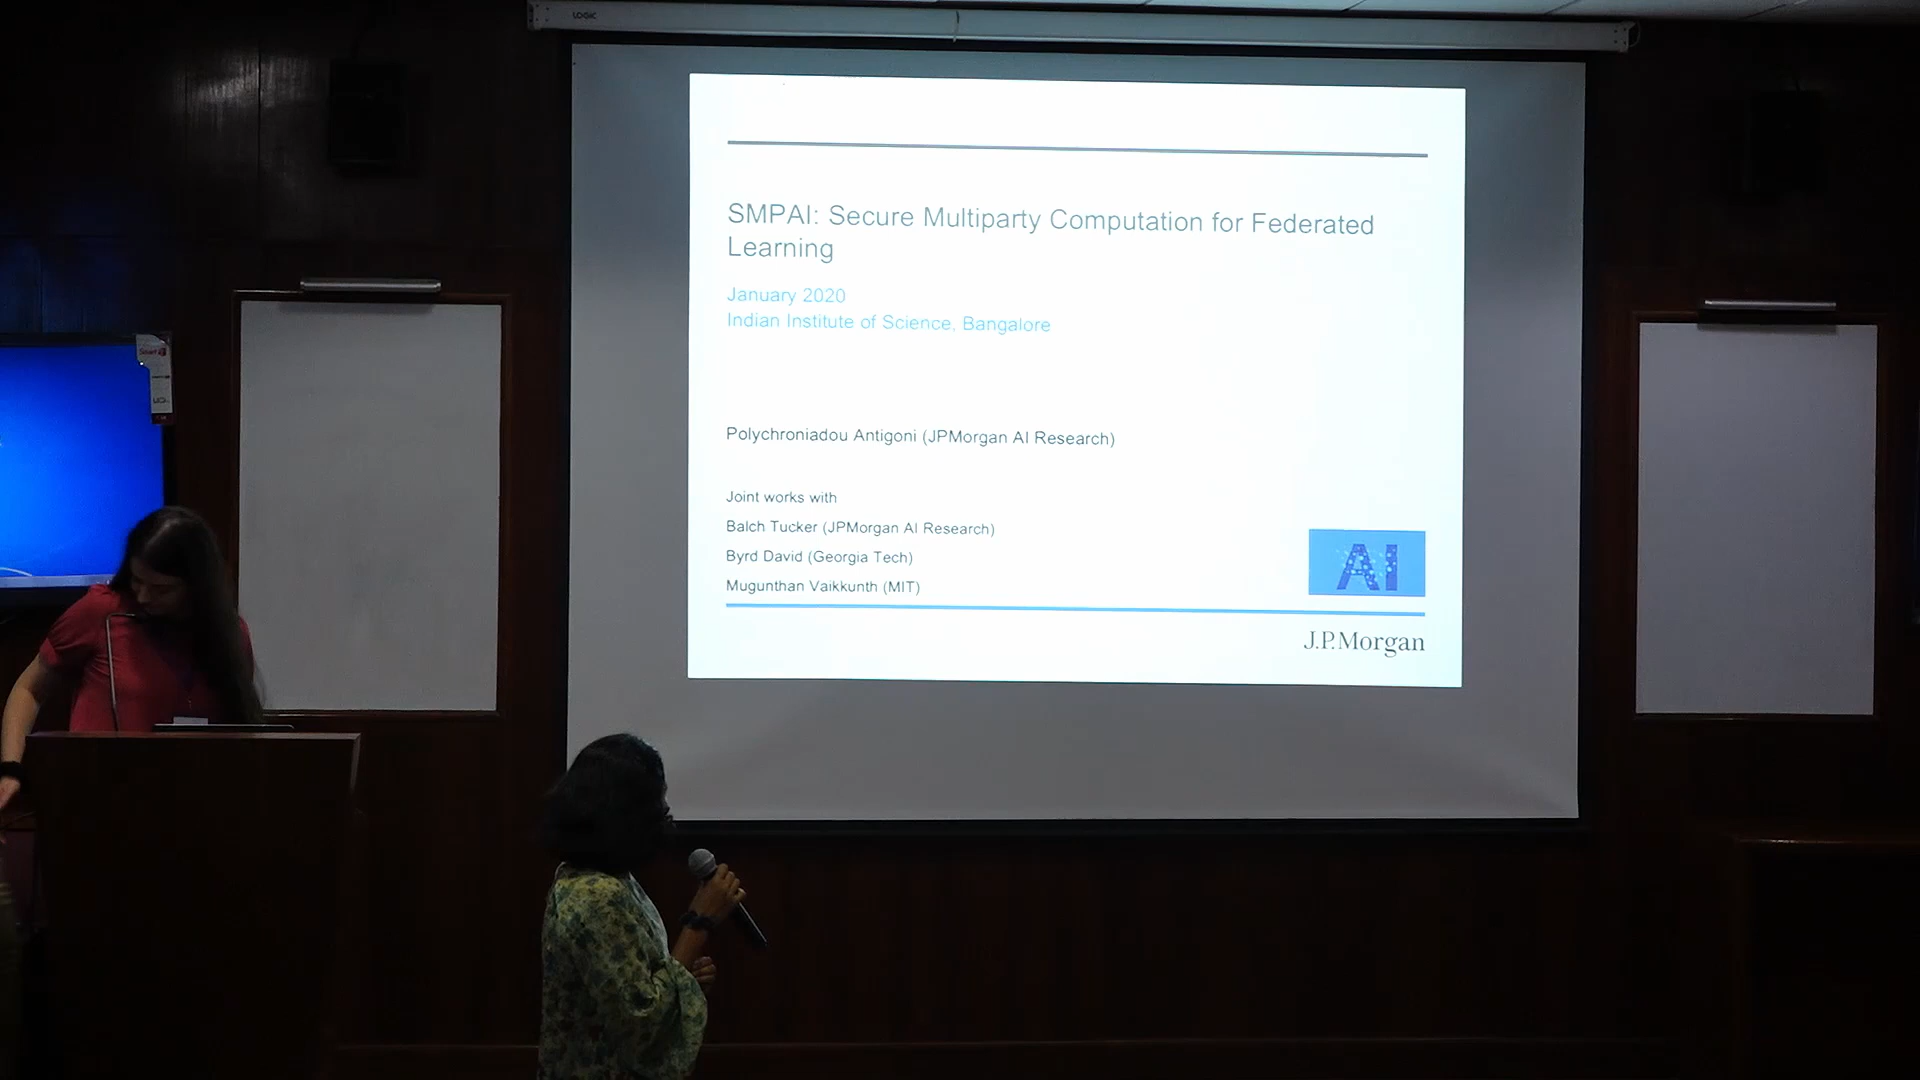 LOGIC
SMPAI: Secure Multiparty Computation for Federated
Learning
January 2020
Indian Institute of Science, Bangalore
Polychroniadou Antigoni (JPMorgan AI Research)
Joint works with
Balch Tucker (JPMorgan AI Research)
Byrd David (Georgia Tech)
Mugunthan Vaikkunth (MIT)
AI
J.P.Morgan